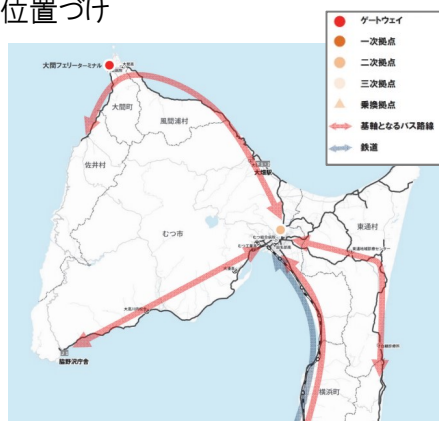 位置づけ
ゲートウェイ
一次拠点
二次拠点
三次拠点
乗換拠点
基軸となるバス路線
鉄道
大間フェリーターミナル
大間町
風間浦村
佐井村
大畑駅
むつ市
東通村
脇野沢庁舎
横浜町